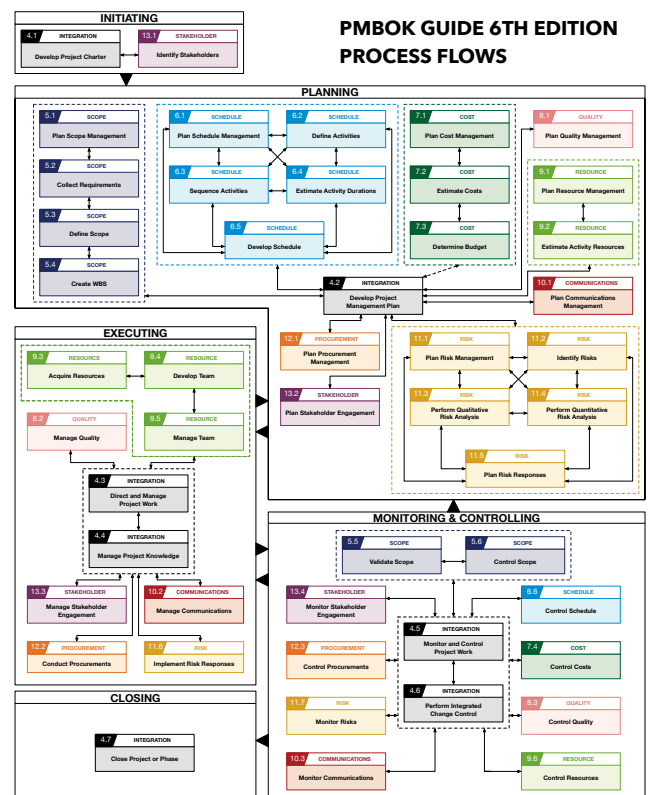 INITIATING
4.1 INTEGRATION
Develop Project Charter
13.1 STAKEHOLDER
Identify Stakeholders
PMBOK GUIDE 6TH EDITION
PROCESS FLOWS
PLANNING
5.1 SCOPE
Plan Scope Management
5.2 SCOPE
Collect Requirements
5.3 SCOPE
Define Scope
5.4 SCOPE
Create WBS
6.1 SCHEDULE
Plan Schedule Management
6.2 SCHEDULE
Define Activities
6.3 SCHEDULE
Sequence Activities
6.4 SCHEDULE
Estimate Activity Durations
6.5 SCHEDULE
Develop Schedule
7.1 COST
Plan Cost Management
7.2 COST
Estimate Costs
7.3 COST
Determine Budget
8.1 QUALITY
Plan Quality Management
9.1 RESOURCE
Plan Resource Management
9.2 RESOURCE
Estimate Activity Resources
4.2 INTEGRATION
Develop Project
Management Plan
10.1 COMMUNICATIONS
Plan Communications
Management
12.1 PROCUREMENT
Plan Procurement
Management
13.2 STAKEHOLDER
Plan Stakeholder Engagement
11.1 RISK
Plan Risk Management
11.2 RISK
Identify Risks
11.3 RISK
Perform Qualitative
Risk Analysis
11.4 RISK
Perform Quantitative
Risk Analysis
11.5 RISK
Plan Risk Responses
EXECUTING
9.3 RESOURCE
Acquire Resources
9.4 RESOURCE
Develop Team
8.2 QUALITY
Manage Quality
9.5 RESOURCE
Manage Team
4.3 INTEGRATION
Direct and Manage
Project Work
4.4 INTEGRATION
Manage Project Knowledge
13.3 STAKEHOLDER
Manage Stakeholder
Engagement
10.2 COMMUNICATIONS
Manage Communications
12.2 PROCUREMENT
Conduct Procurements
11.6 RISK
Implement Risk Responses
MONITORING & CONTROLLING
5.5 SCOPE
Validate Scope
5.6 SCOPE
Control Scope
13.4 STAKEHOLDER
Monitor Stakeholder
Engagement
6.6 SCHEDULE
Control Schedule
4.5 INTEGRATION
Monitor and Control
Project Work
12.3 PROCUREMENT
Control Procurements
7.4 COST
Control Costs
4.6 INTEGRATION
Perform Integrated
Change Control
11.7 RISK
Monitor Risks
8.3 QUALITY
Control Quality
10.3 COMMUNICATIONS
Monitor Communications
9.6 RESOURCE
Control Resources
CLOSING
4.7 INTEGRATION
Close Project or Phase